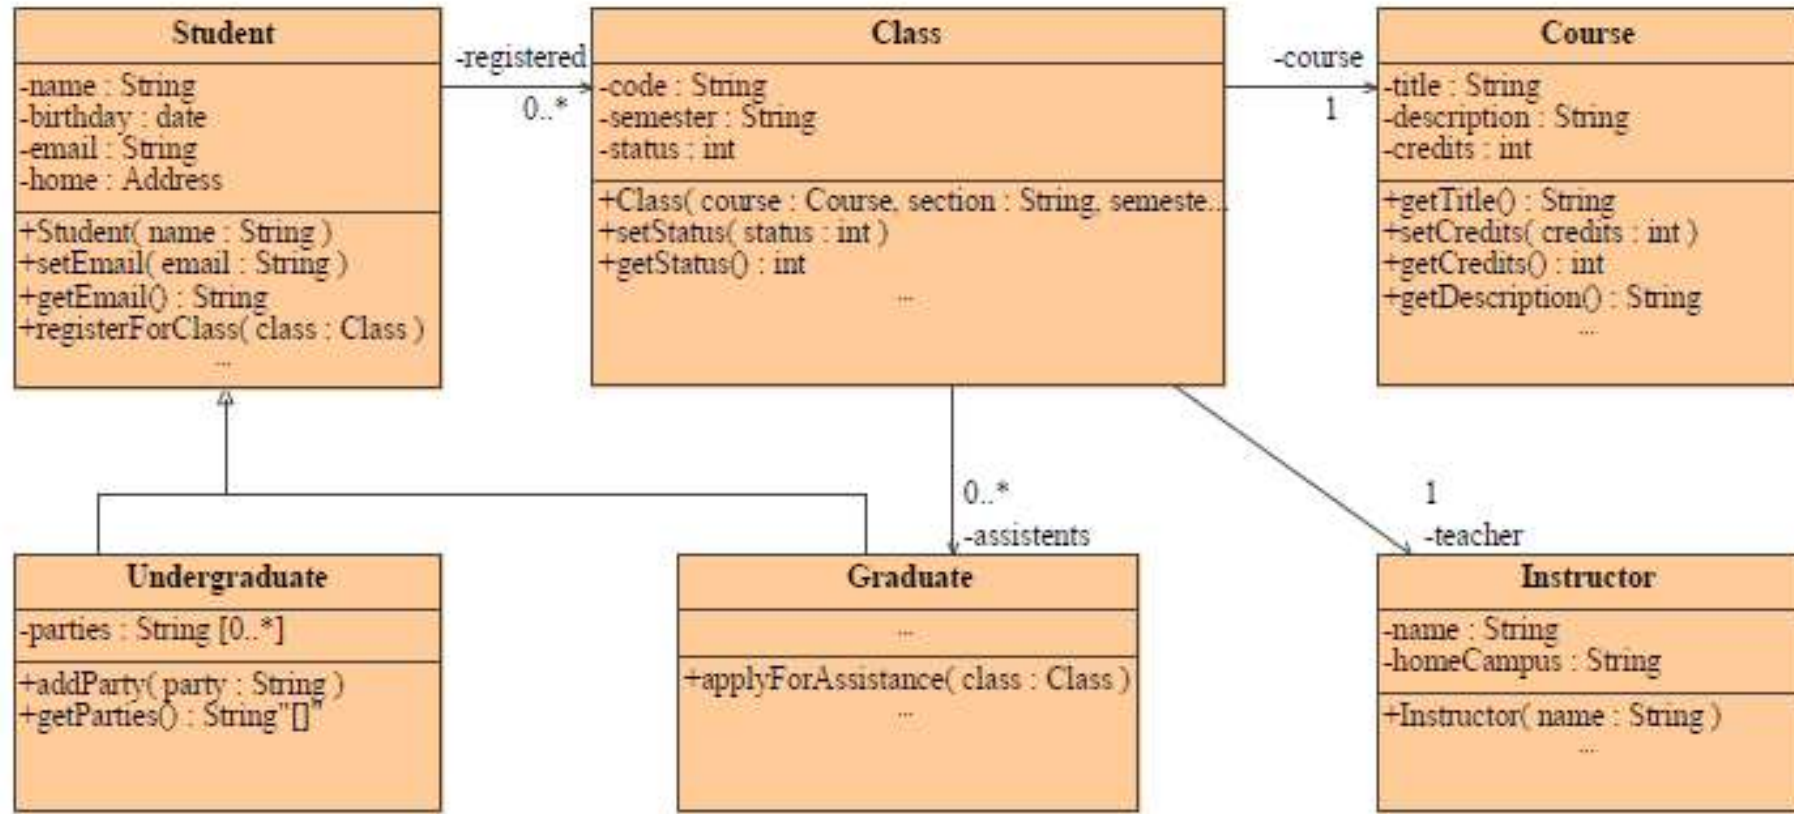 Student
-name : String
-birthday : date
-email : String
-home : Address
+Student( name : String )
+setEmail( email : String )
+getEmail() : String
+registerForClass( class : Class )
...
-registered
0..*
Class
-code : String
-semester : String
-status : int
+Class( course : Course, section : String, semeste...
+setStatus( status : int )
+getStatus() : int
...
-course
1
Course
-title : String
-description : String
-credits : int
+getTitle() : String
+setCredits( credits : int )
+getCredits() : int
+getDescription() : String
...
0..*
-assistents
1
-teacher
Undergraduate
-parties : String [0..*]
+addParty( party : String )
+getParties() : String"[]"
Graduate
...
+applyForAssistance( class : Class )
...
Instructor
-name : String
-homeCampus : String
+Instructor( name : String )
...